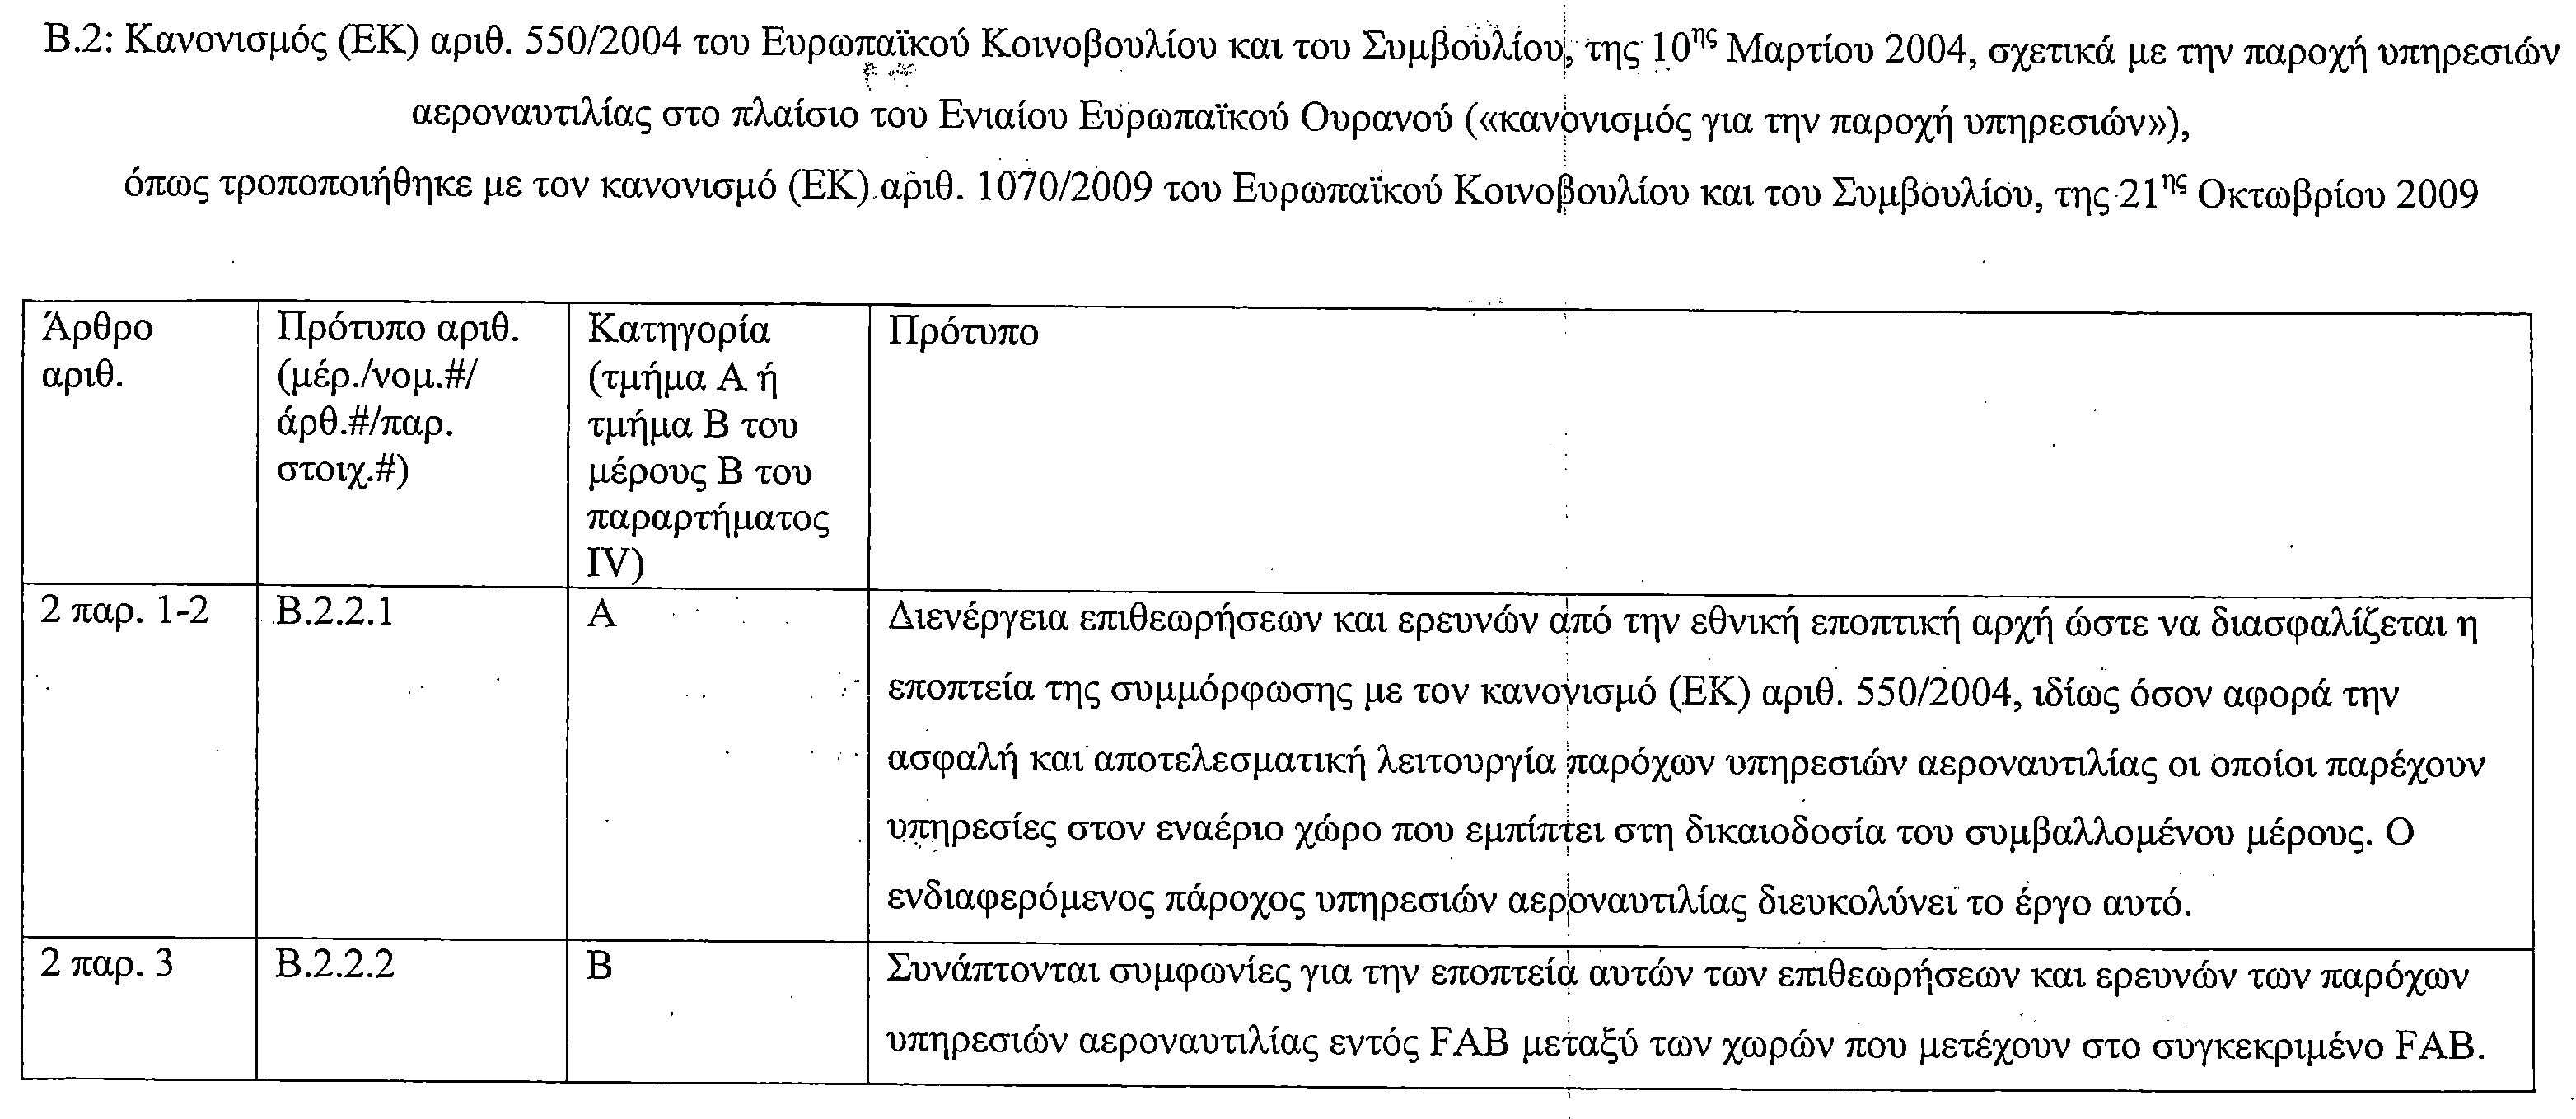 Β.2: Κανονισμός (ΕΚ) αριθ. 550/2004 του Ευρωπαϊκού Κοινοβουλίου και του Συμβουλίου, της 10ης Μαρτίου 2004, σχετικά με την παροχή υπηρεσιών
αεροναυτιλίας στο πλαίσιο του Ενιαίου Ευρωπαϊκού Ουρανού («κανονισμός για την παροχή υπηρεσιών»),
όπως τροποποιήθηκε με τον κανονισμό (ΕΚ) αριθ. 1070/2009 του Ευρωπαϊκού Κοινοβουλίου και του Συμβουλίου, της 21ης Οκτωβρίου 2009
Άρθρο
αριθ.
Πρότυπο αριθ.
(μέρ./νομ.#/
άρθ.#/παρ.
στοιχ.#)
Κατηγορία
(τμήμα Α ή
τμήμα Β του
μέρους Β του
παραρτήματος
IV)
Πρότυπο
2 παρ. 1-2
Β.2.2.1
Α
Διενέργεια επιθεωρήσεων και ερευνών από την εθνική εποπτική αρχή ώστε να διασφαλίζεται η
εποπτεία της συμμόρφωσης με τον κανονισμό (ΕΚ) αριθ. 550/2004, ιδίως όσον αφορά την
ασφαλή και αποτελεσματική λειτουργία παρόχων υπηρεσιών αεροναυτιλίας οι οποίοι παρέχουν
υπηρεσίες στον εναέριο χώρο που εμπίπτει στη δικαιοδοσία του συμβαλλομένου μέρους. Ο
ενδιαφερόμενος πάροχος υπηρεσιών αεροναυτιλίας διευκολύνει το έργο αυτό.
2 παρ. 3
Β.2.2.2
Β
Συνάπτονται συμφωνίες για την εποπτεία αυτών των επιθεωρήσεων και ερευνών των παρόχων
υπηρεσιών αεροναυτιλίας εντός FAB μεταξύ των χωρών που μετέχουν στο συγκεκριμένο FAB.